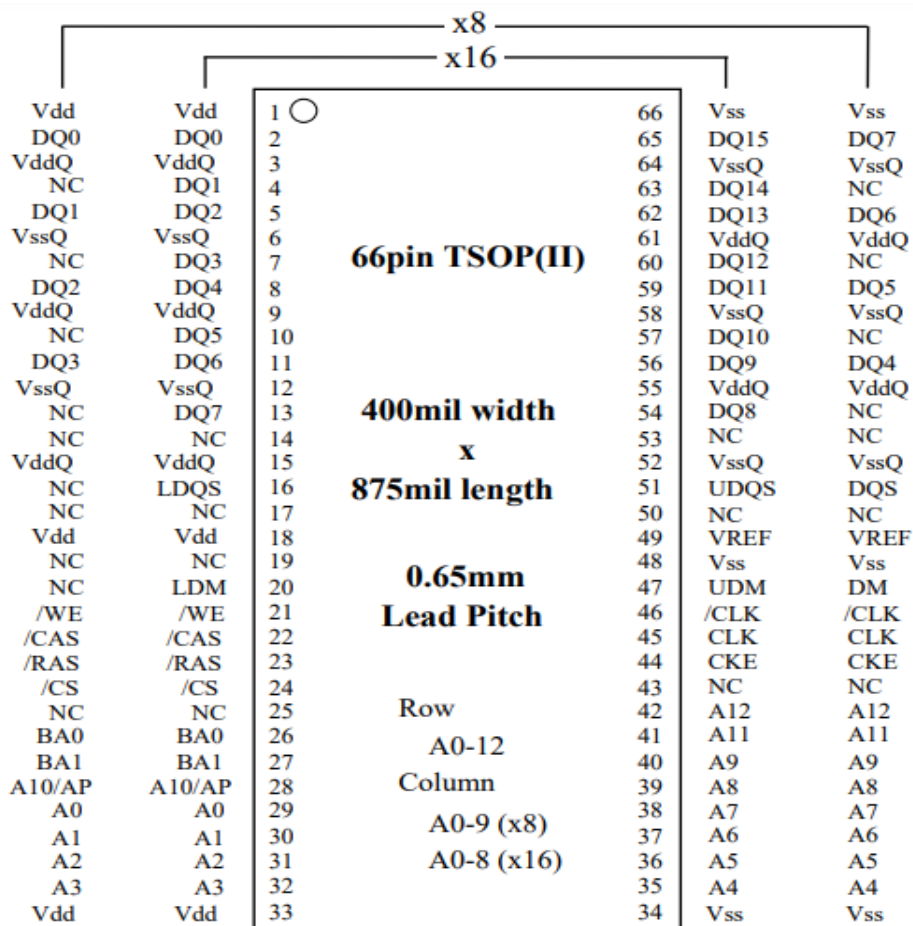 x8
x16
Vdd Vdd 1 66 Vss Vss
DQ0 DQ0 2 65 DQ15 DQ7
VddQ VddQ 3 64 VssQ VssQ
NC DQ1 4 63 DQ14 NC
DQ1 DQ2 5 62 DQ13 DQ6
VssQ VssQ 6 61 VddQ VddQ
NC DQ3 7 66pin TSOP(II) 60 DQ12 NC
DQ2 DQ4 8 59 DQ11 DQ5
VddQ VddQ 9 58 VssQ VssQ
NC DQ5 10 57 DQ10 NC
DQ3 DQ6 11 56 DQ9 DQ4
VssQ VssQ 12 55 VddQ VddQ
NC DQ7 13 400mil width 54 DQ8 NC
NC NC 14 x 53 NC NC
VddQ VddQ 15 52 VssQ VssQ
NC LDQS 16 875mil length 51 UDQS DQS
NC NC 17 50 NC NC
Vdd Vdd 18 49 VREF VREF
NC NC 19 48 Vss Vss
NC LDM 20 0.65mm 47 UDM DM
/WE /WE 21 Lead Pitch 46 /CLK /CLK
/CAS /CAS 22 45 CLK CLK
/RAS /RAS 23 44 CKE CKE
/CS /CS 24 43 NC NC
NC NC 25 Row 42 A12 A12
BA0 BA0 26 A0-12 41 A11 A11
BA1 BA1 27 40 A9 A9
A10/AP A10/AP 28 Column 39 A8 A8
A0 A0 29 A0-9 (x8) 38 A7 A7
A1 A1 30 37 A6 A6
A2 A2 31 A0-8 (x16) 36 A5 A5
A3 A3 32 35 A4 A4
Vdd Vdd 33 34 Vss Vss